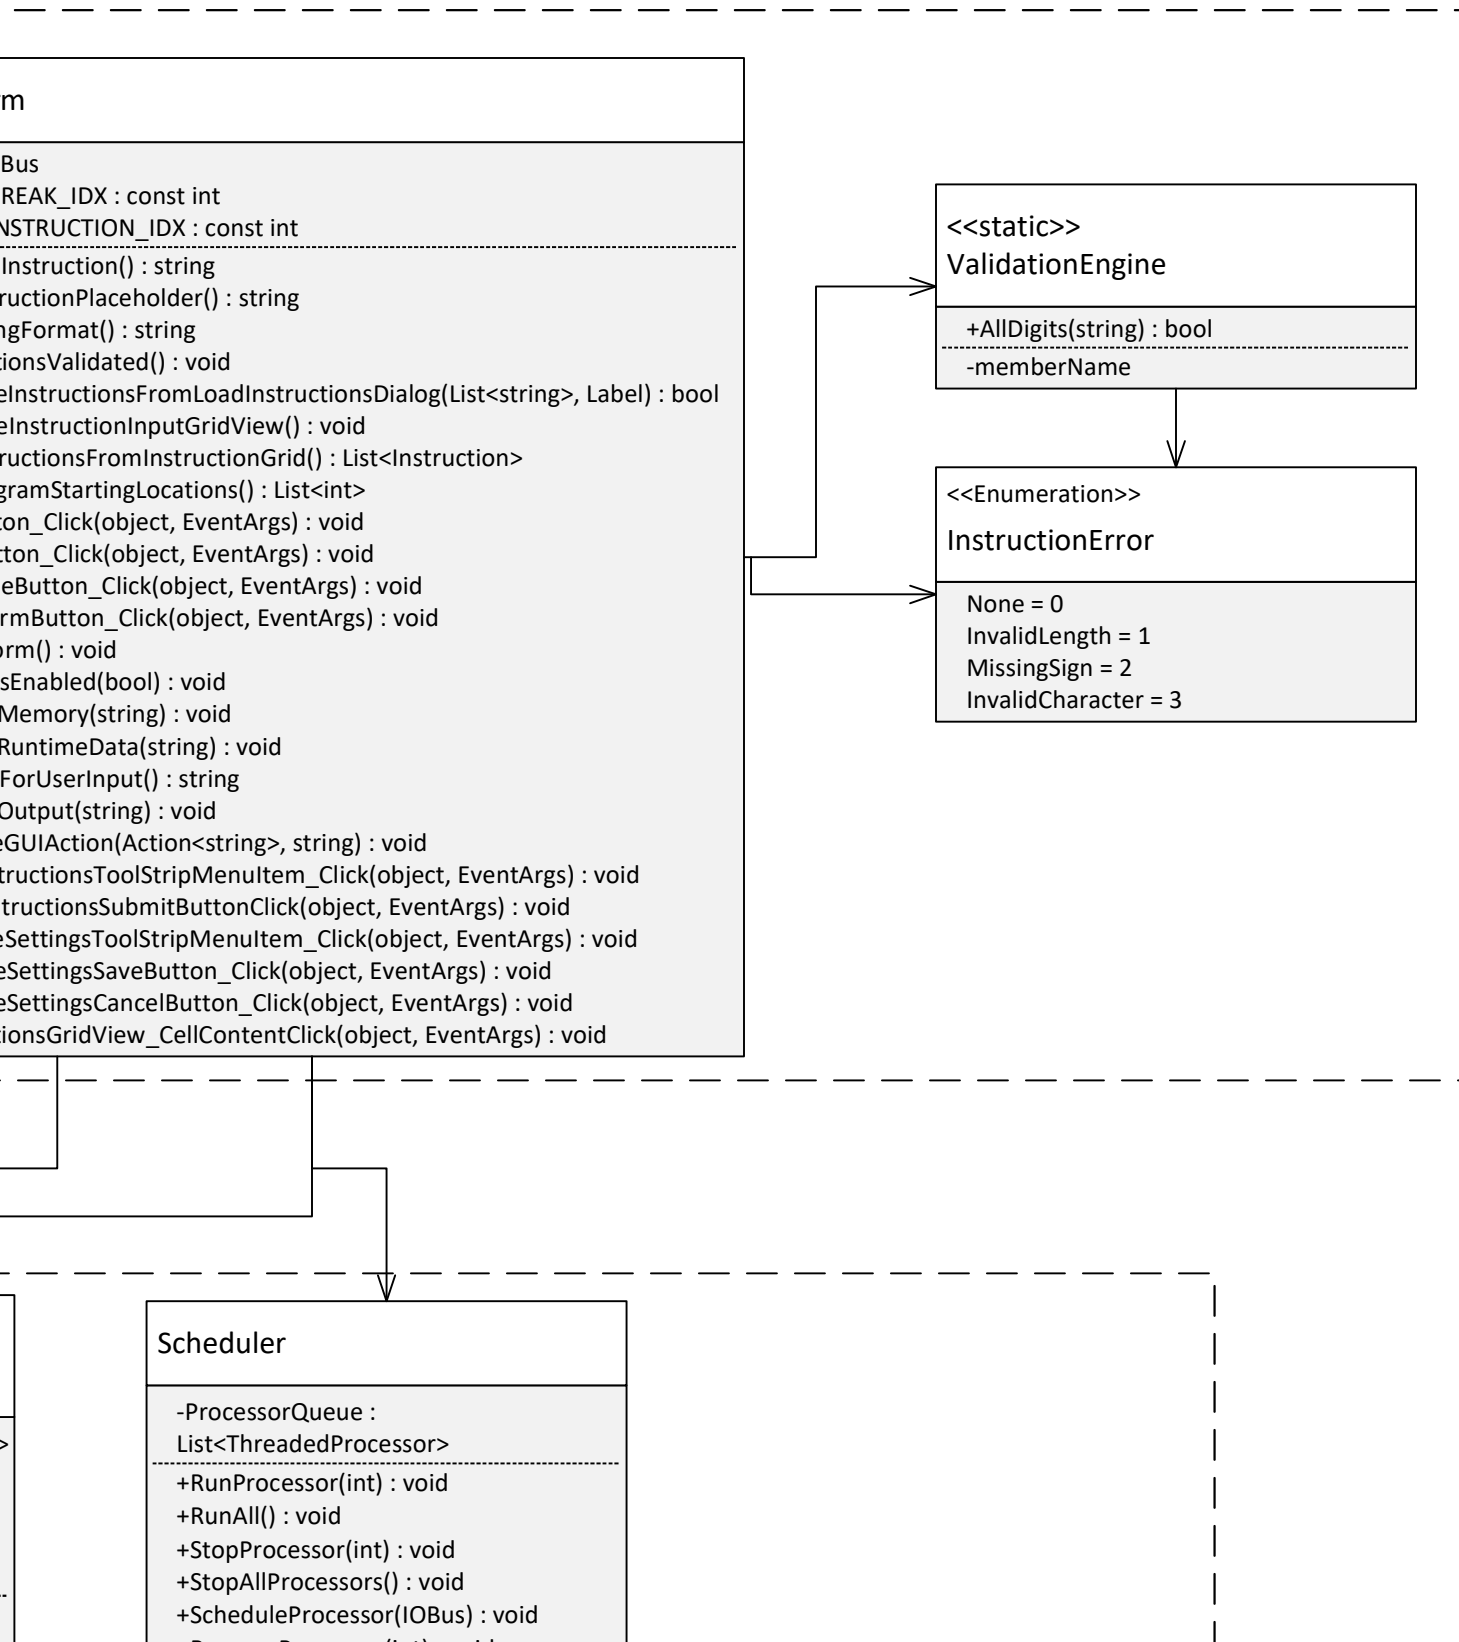 rm
Bus
REAK_IDX : const int
NSTRUCTION_IDX : const int
Instruction() : string
ructionPlaceholder() : string
ngFormat() : string
tionsValidated() : void
eInstructionsFromLoadInstructionsDialog(List<string>, Label) : bool
eInstructionInputGridView() : void
ructionsFromInstructionGrid() : List<Instruction>
gramStartingLocations() : List<int>
ton_Click(object, EventArgs) : void
tton_Click(object, EventArgs) : void
eButton_Click(object, EventArgs) : void
rmButton_Click(object, EventArgs) : void
orm() : void
sEnabled(bool) : void
Memory(string) : void
RuntimeData(string) : void
ForUserInput() : string
Output(string) : void
eGUIAction(Action<string>, string) : void
tructionsToolStripMenuItem_Click(object, EventArgs) : void
tructionsSubmitButtonClick(object, EventArgs) : void
eSettingsToolStripMenuItem_Click(object, EventArgs) : void
eSettingsSaveButton_Click(object, EventArgs) : void
eSettingsCancelButton_Click(object, EventArgs) : void
tionsGridView_CellContentClick(object, EventArgs) : void
<<static>>
ValidationEngine
+AllDigits(string) : bool
-memberName
<<Enumeration>>
InstructionError
None = 0
InvalidLength = 1
MissingSign = 2
InvalidCharacter = 3
>
Scheduler
-ProcessorQueue :
List<ThreadedProcessor>
+RunProcessor(int) : void
+RunAll() : void
+StopProcessor(int) : void
+StopAllProcessors() : void
+ScheduleProcessor(IOBus) : void